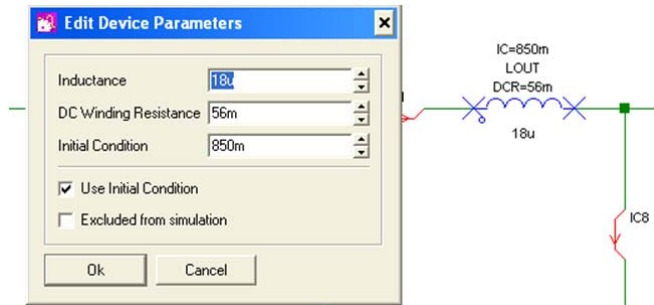 Edit Device Parameters
Inductance 18u
DC Winding Resistance 56m
Initial Condition 850m
Use Initial Condition
Excluded from simulation
Ok Cancel
IC=850m
LOUT
DCR=56m
18u
IC8